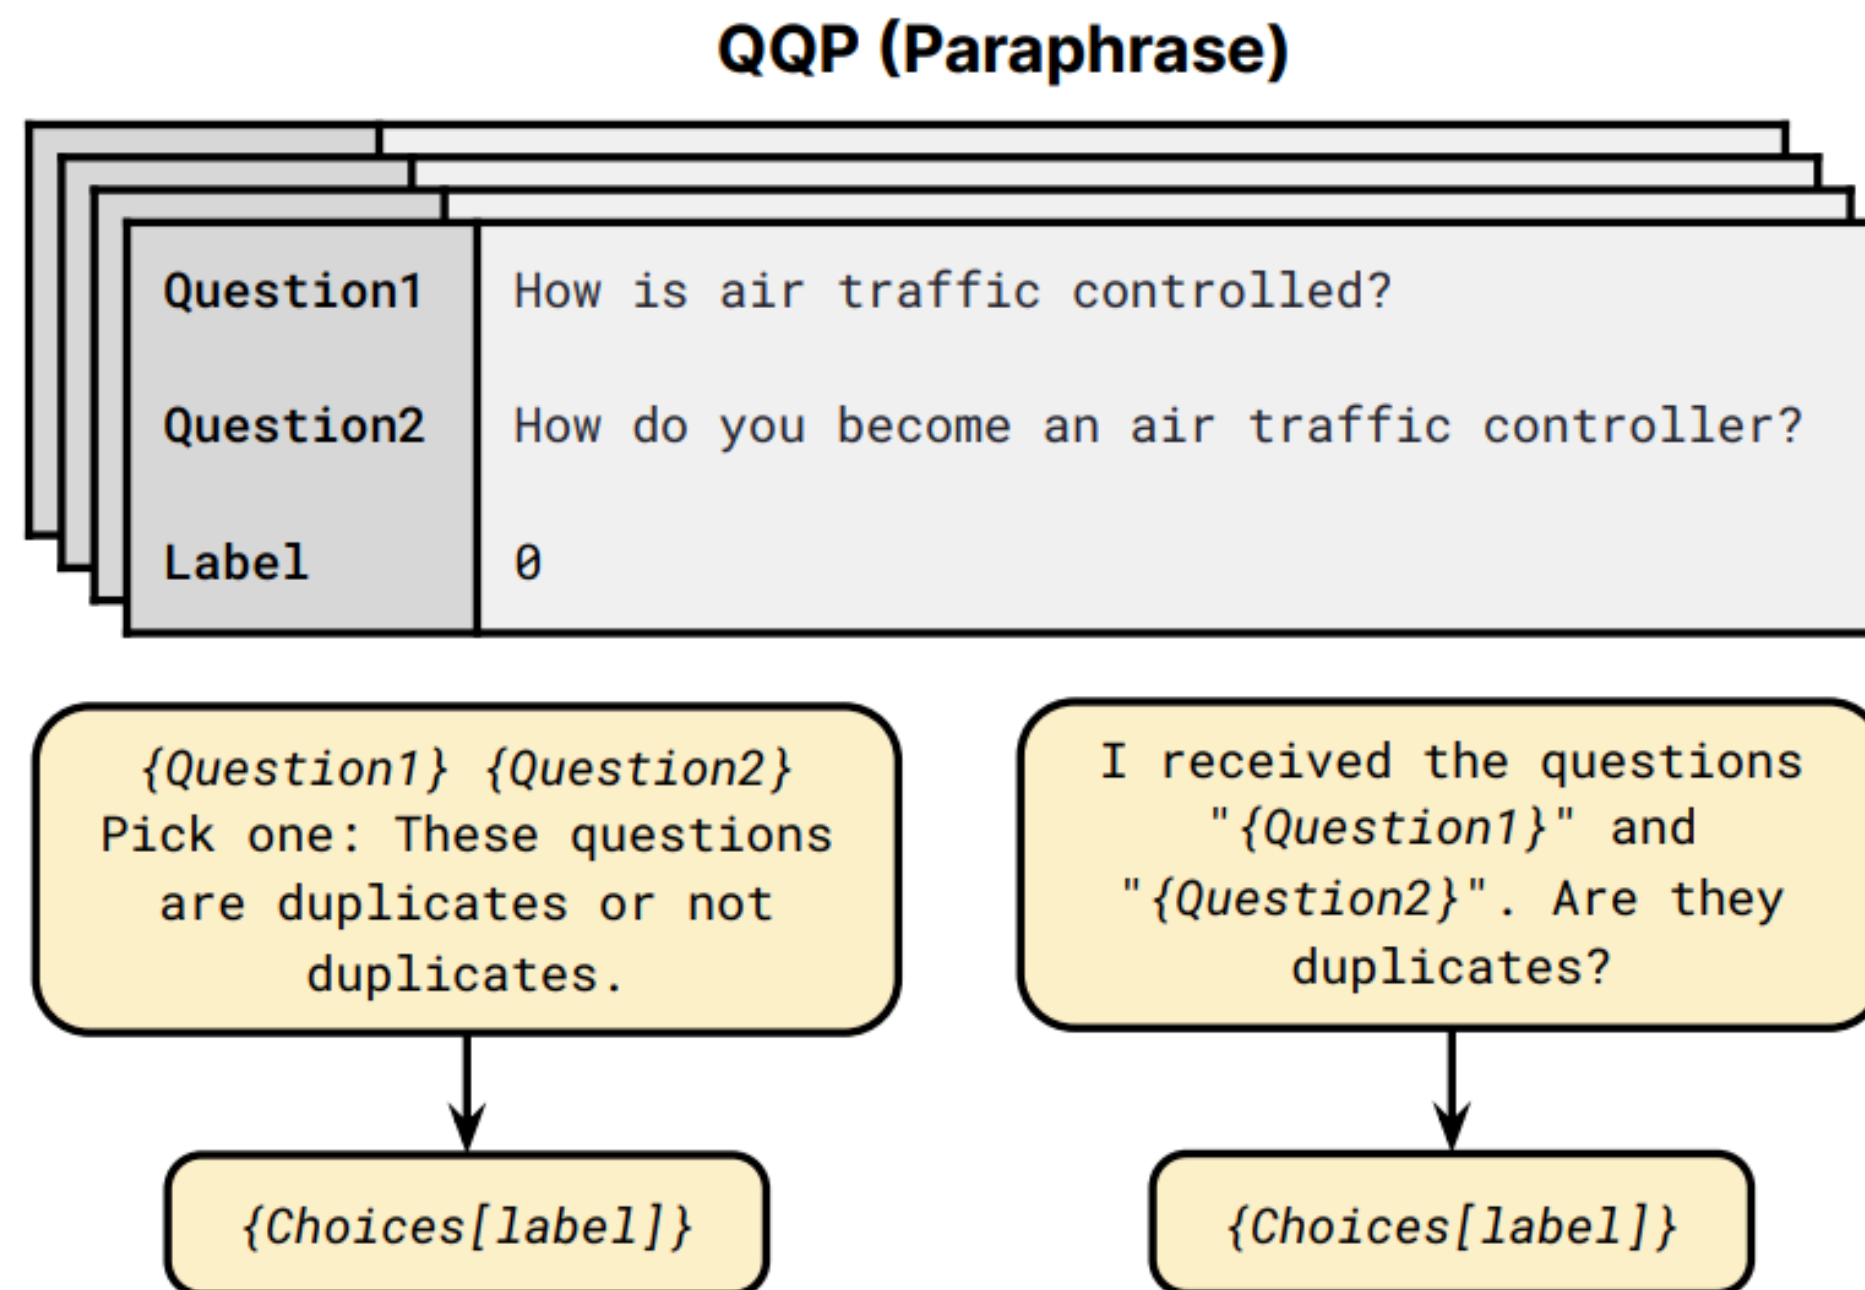 QQP (Paraphrase)
Question1 How is air traffic controlled?
Question2 How do you become an air traffic controller?
Label 0
{Question1} {Question2}
Pick one: These questions
are duplicates or not
duplicates.
I received the questions
"{Question1}" and
"{Question2}". Are they
duplicates?
{Choices[label]}
{Choices[label]}